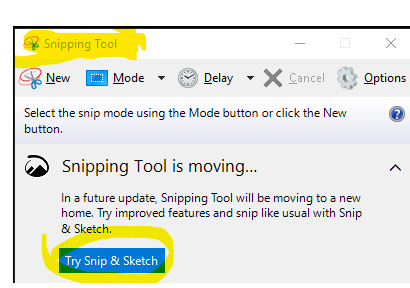 Snipping Tool
New Mode Delay Cancel Options
Select the snip mode using the Mode button or click the New
button.
Snipping Tool is moving...
In a future update, Snipping Tool will be moving to a new
home. Try improved features and snip like usual with Snip
& Sketch.
Try Snip & Sketch